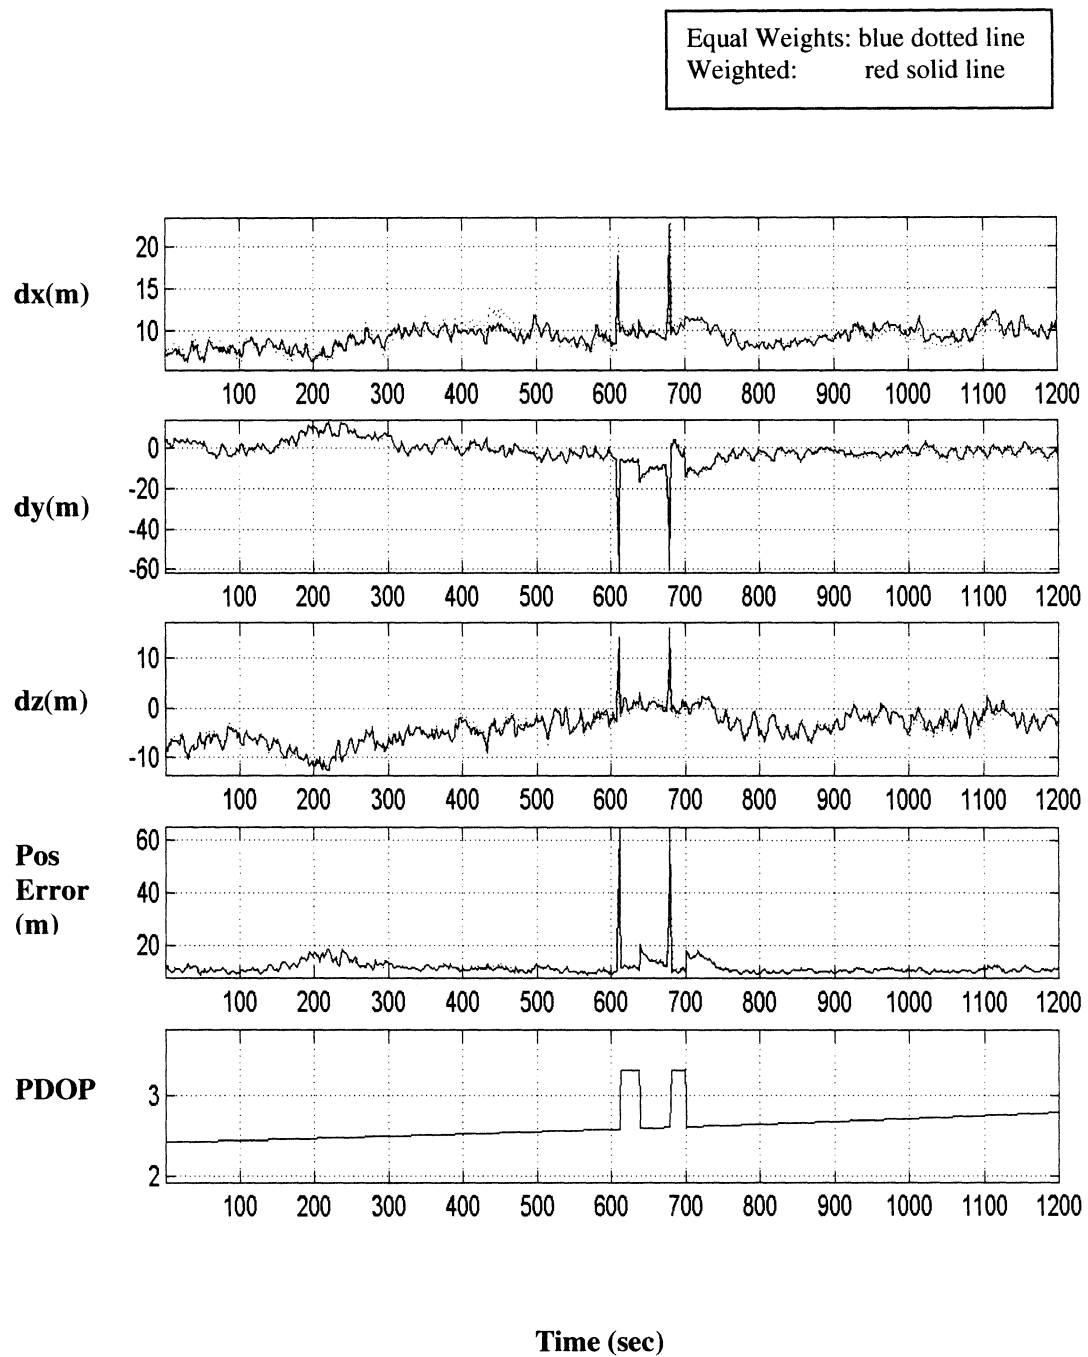 Equal Weights: blue dotted line
Weighted: red solid line
dx(m)
20
15
10
100 200 300 400 500 600 700 800 900 1000 1100 1200
dy(m)
0
-20
-40
-60
100 200 300 400 500 600 700 800 900 1000 1100 1200
dz(m)
10
0
-10
100 200 300 400 500 600 700 800 900 1000 1100 1200
Pos
Error
(m)
60
40
20
100 200 300 400 500 600 700 800 900 1000 1100 1200
PDOP
3
2
100 200 300 400 500 600 700 800 900 1000 1100 1200
Time (sec)